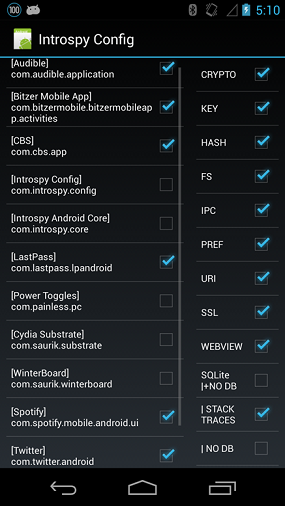 100
5:10
Introspy Config
[Audible]
com.audible.application
[Bitzer Mobile App]
com.bitzermobile.bitzermobileap
p.activities
[CBS]
com.cbs.app
[Introspy Config]
com.introspy.config
[Introspy Android Core]
com.introspy.core
[LastPass]
com.lastpass.lpandroid
[Power Toggles]
com.painless.pc
[Cydia Substrate]
com.saurik.substrate
[WinterBoard]
com.saurik.winterboard
[Spotify]
com.spotify.mobile.android.ui
[Twitter]
com.twitter.android
CRYPTO
KEY
HASH
FS
IPC
PREF
URI
SSL
WEBVIEW
SQLite
|+NO DB
| STACK
TRACES
| NO DB